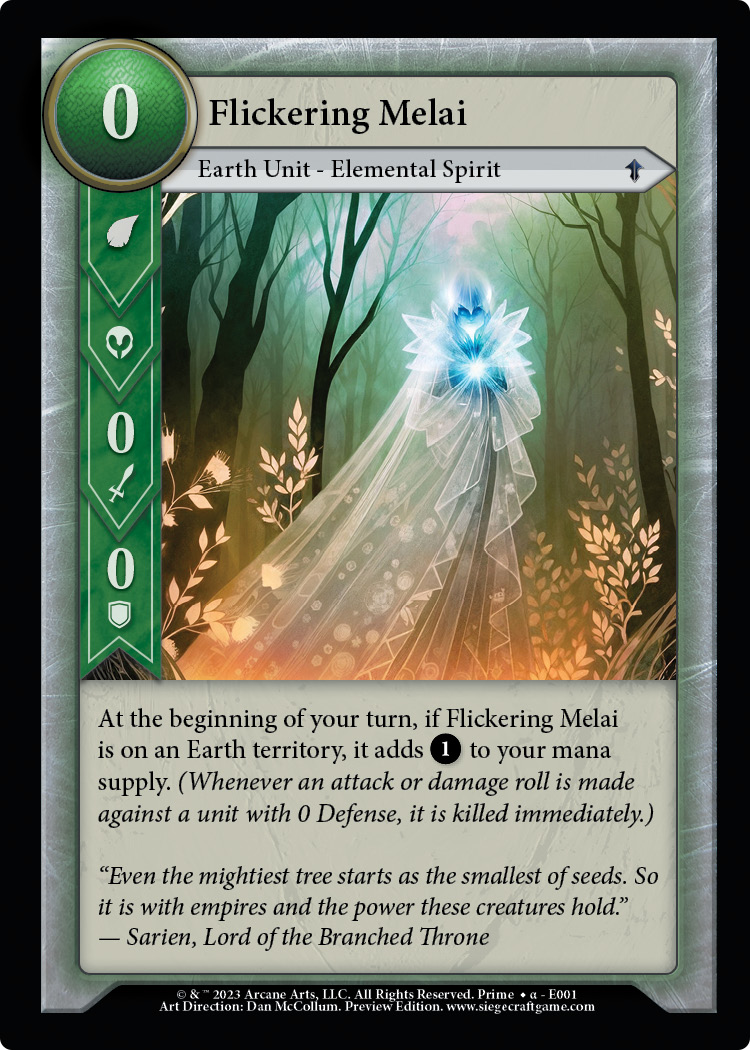 0
Flickering Melai
Earth Unit - Elemental Spirit
0
0
At the beginning of your turn, if Flickering Melai
is on an Earth territory, it adds 1 to your mana
supply. (Whenever an attack or damage roll is made
against a unit with 0 Defense, it is killed immediately.)
“Even the mightiest tree starts as the smallest of seeds. So
it is with empires and the power these creatures hold.”
— Sarien, Lord of the Branched Throne
© & ™ 2023 Arcane Arts, LLC. All Rights Reserved. Prime ⬥ α - E001
Art Direction: Dan McCollum. Preview Edition. www.siegecraftgame.com